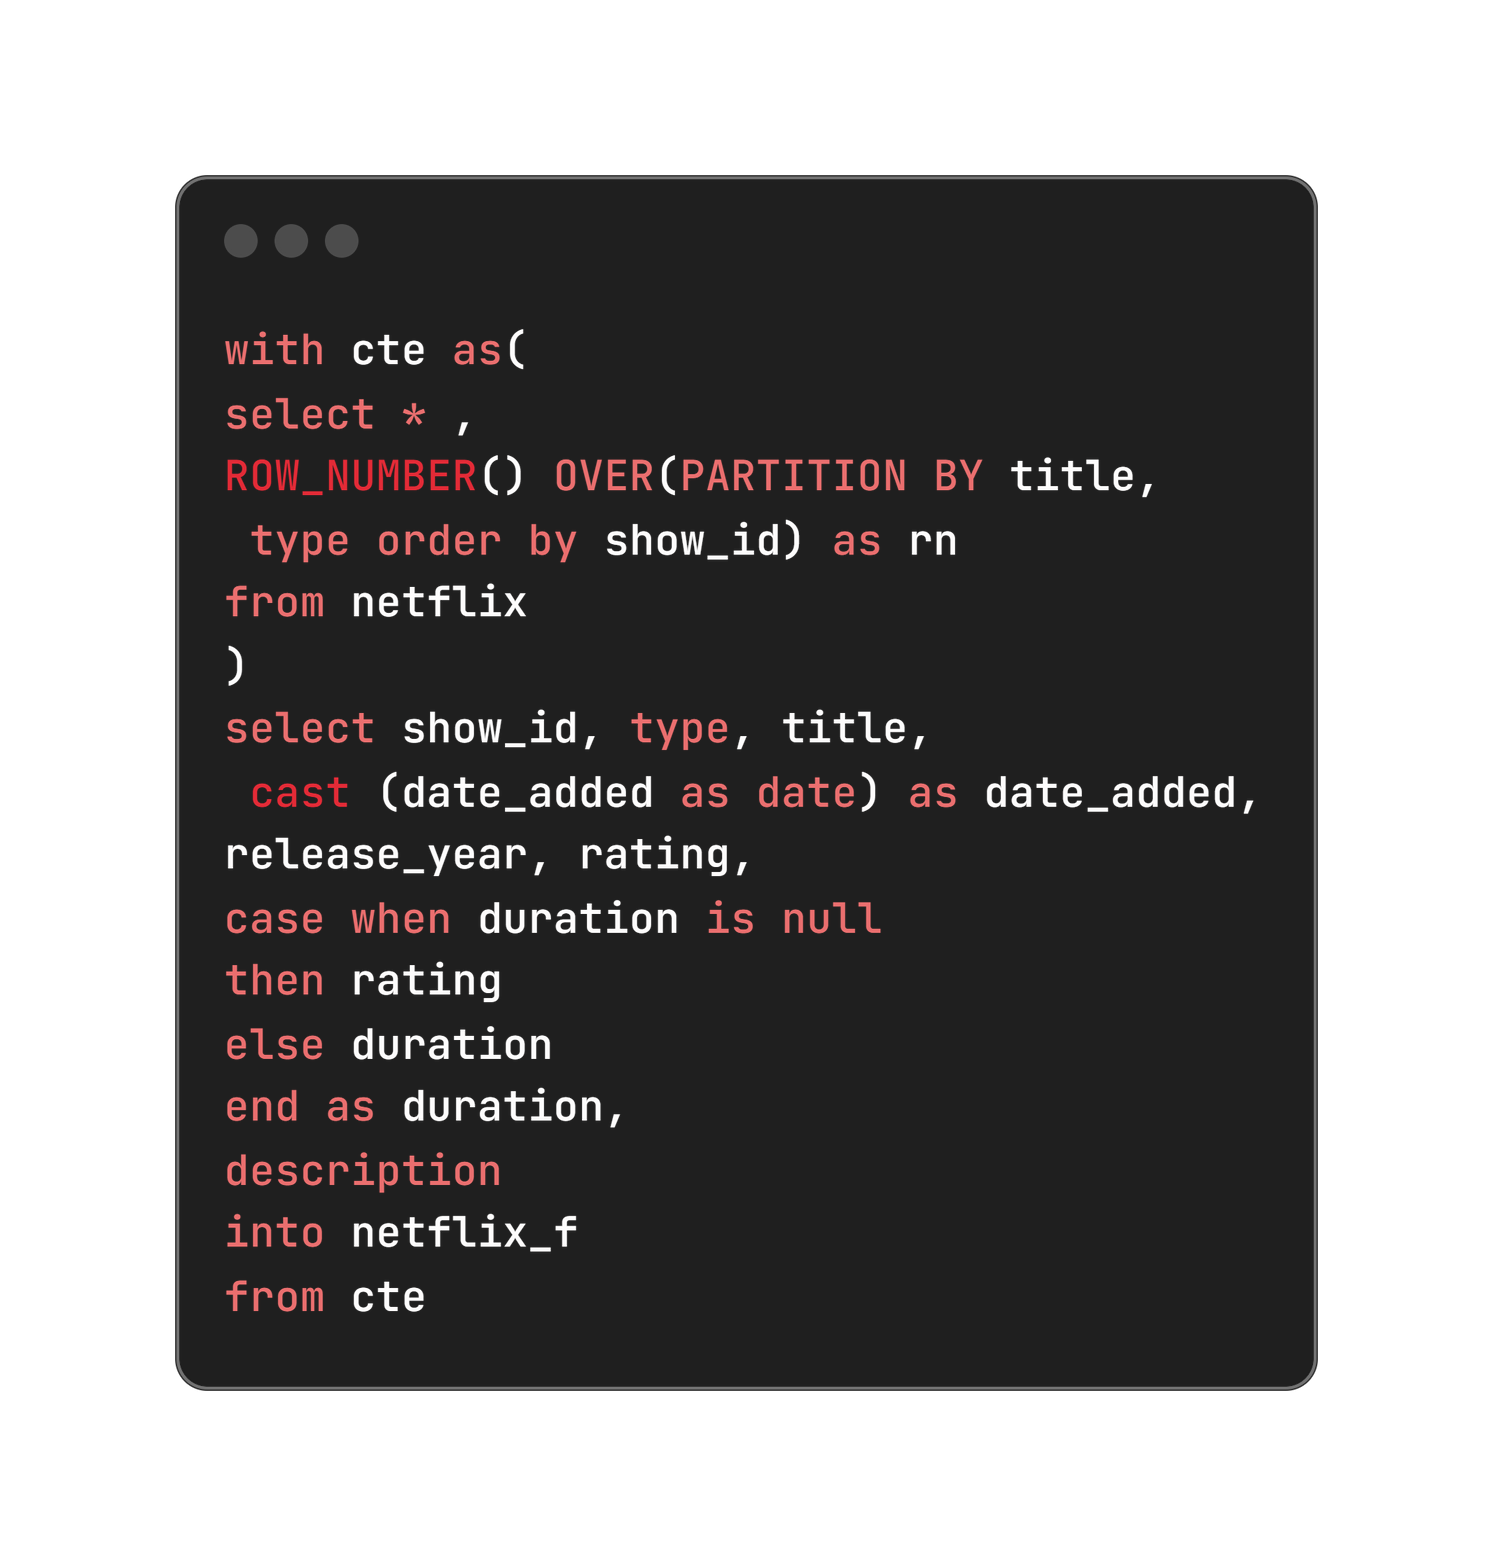 with cte as(
select * ,
ROW_NUMBER() OVER(PARTITION BY title,
 type order by show_id) as rn
from netflix
)
select show_id, type, title,
 cast (date_added as date) as date_added,
release_year, rating,
case when duration is null
then rating
else duration
end as duration,
description
into netflix_f
from cte